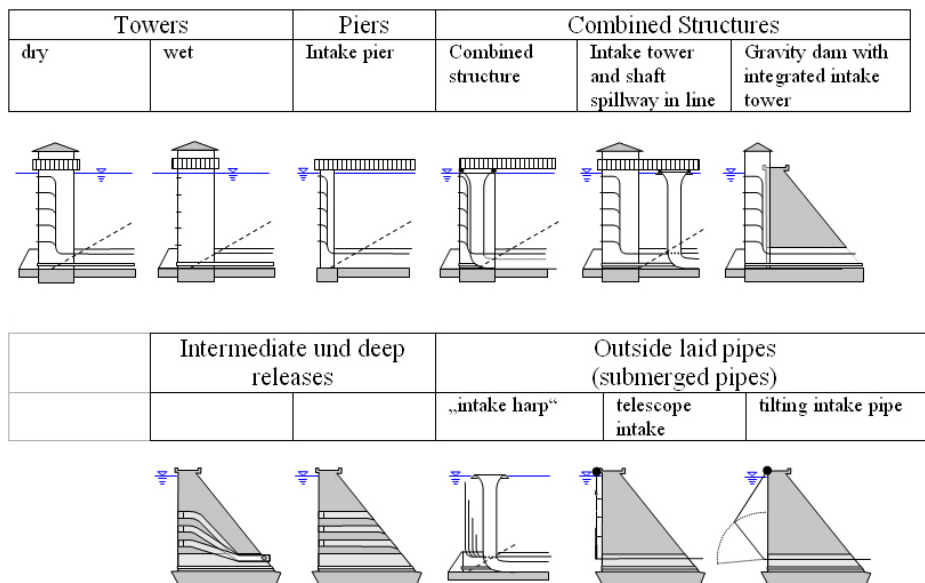 Towers Piers Combined Structures
dry wet Intake pier Combined structure Intake tower and shaft spillway in line Gravity dam with integrated intake tower
Intermediate und deep releases Outside laid pipes (submerged pipes)
„intake harp“ telescope intake tilting intake pipe